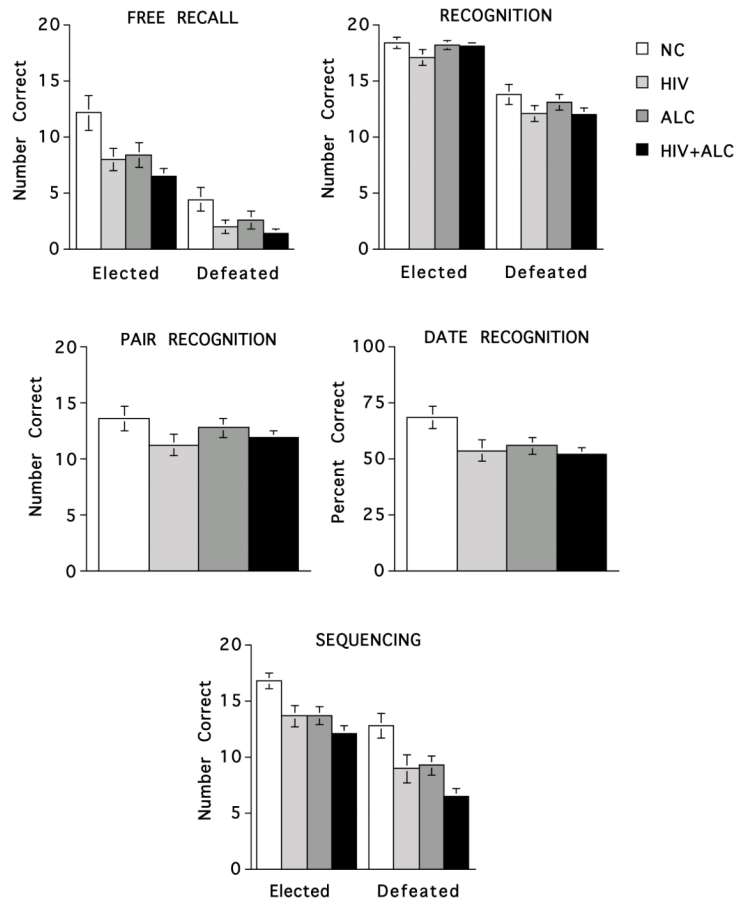 FREE RECALL
20
15
10
5
0
Number Correct
Elected
Defeated
RECOGNITION
20
15
10
5
0
Number Correct
Elected
Defeated
NC
HIV
ALC
HIV+ALC
PAIR RECOGNITION
20
15
10
5
0
Number Correct
DATE RECOGNITION
100
75
50
25
0
Percent Correct
SEQUENCING
20
15
10
5
0
Number Correct
Elected
Defeated